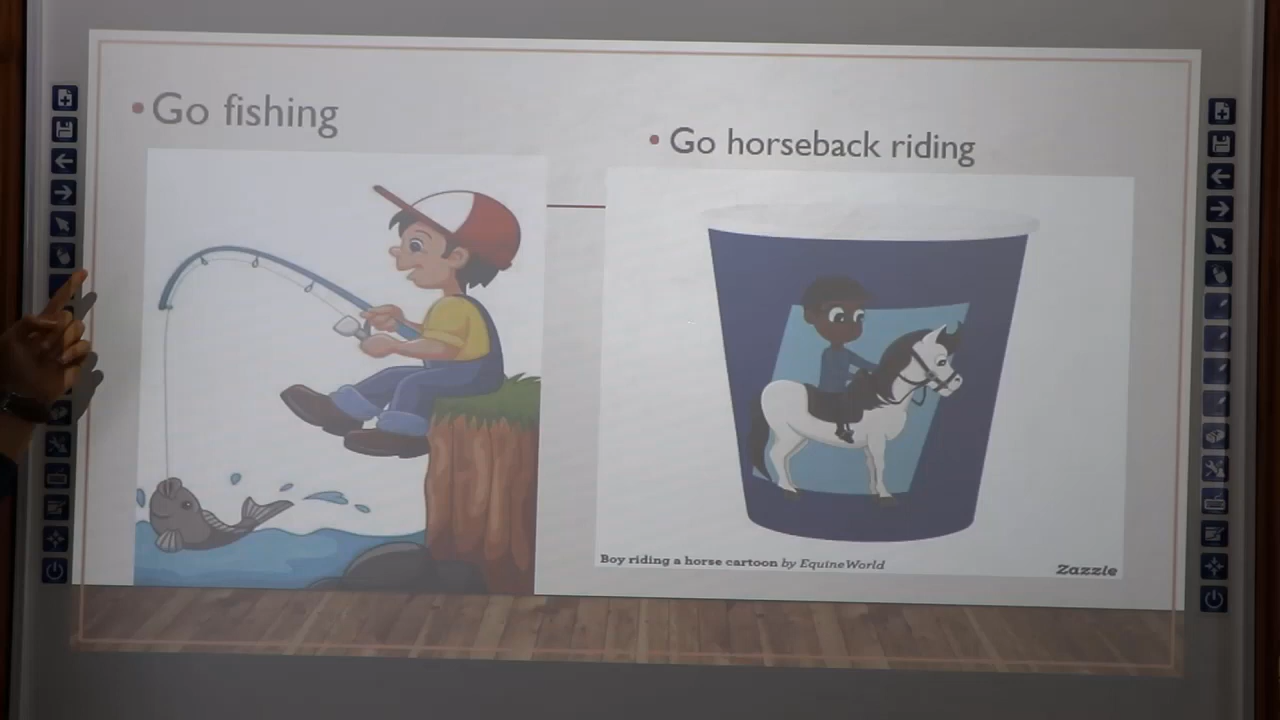 • Go fishing
• Go horseback riding
Boy riding a horse cartoon by EquineWorld
Zazzle